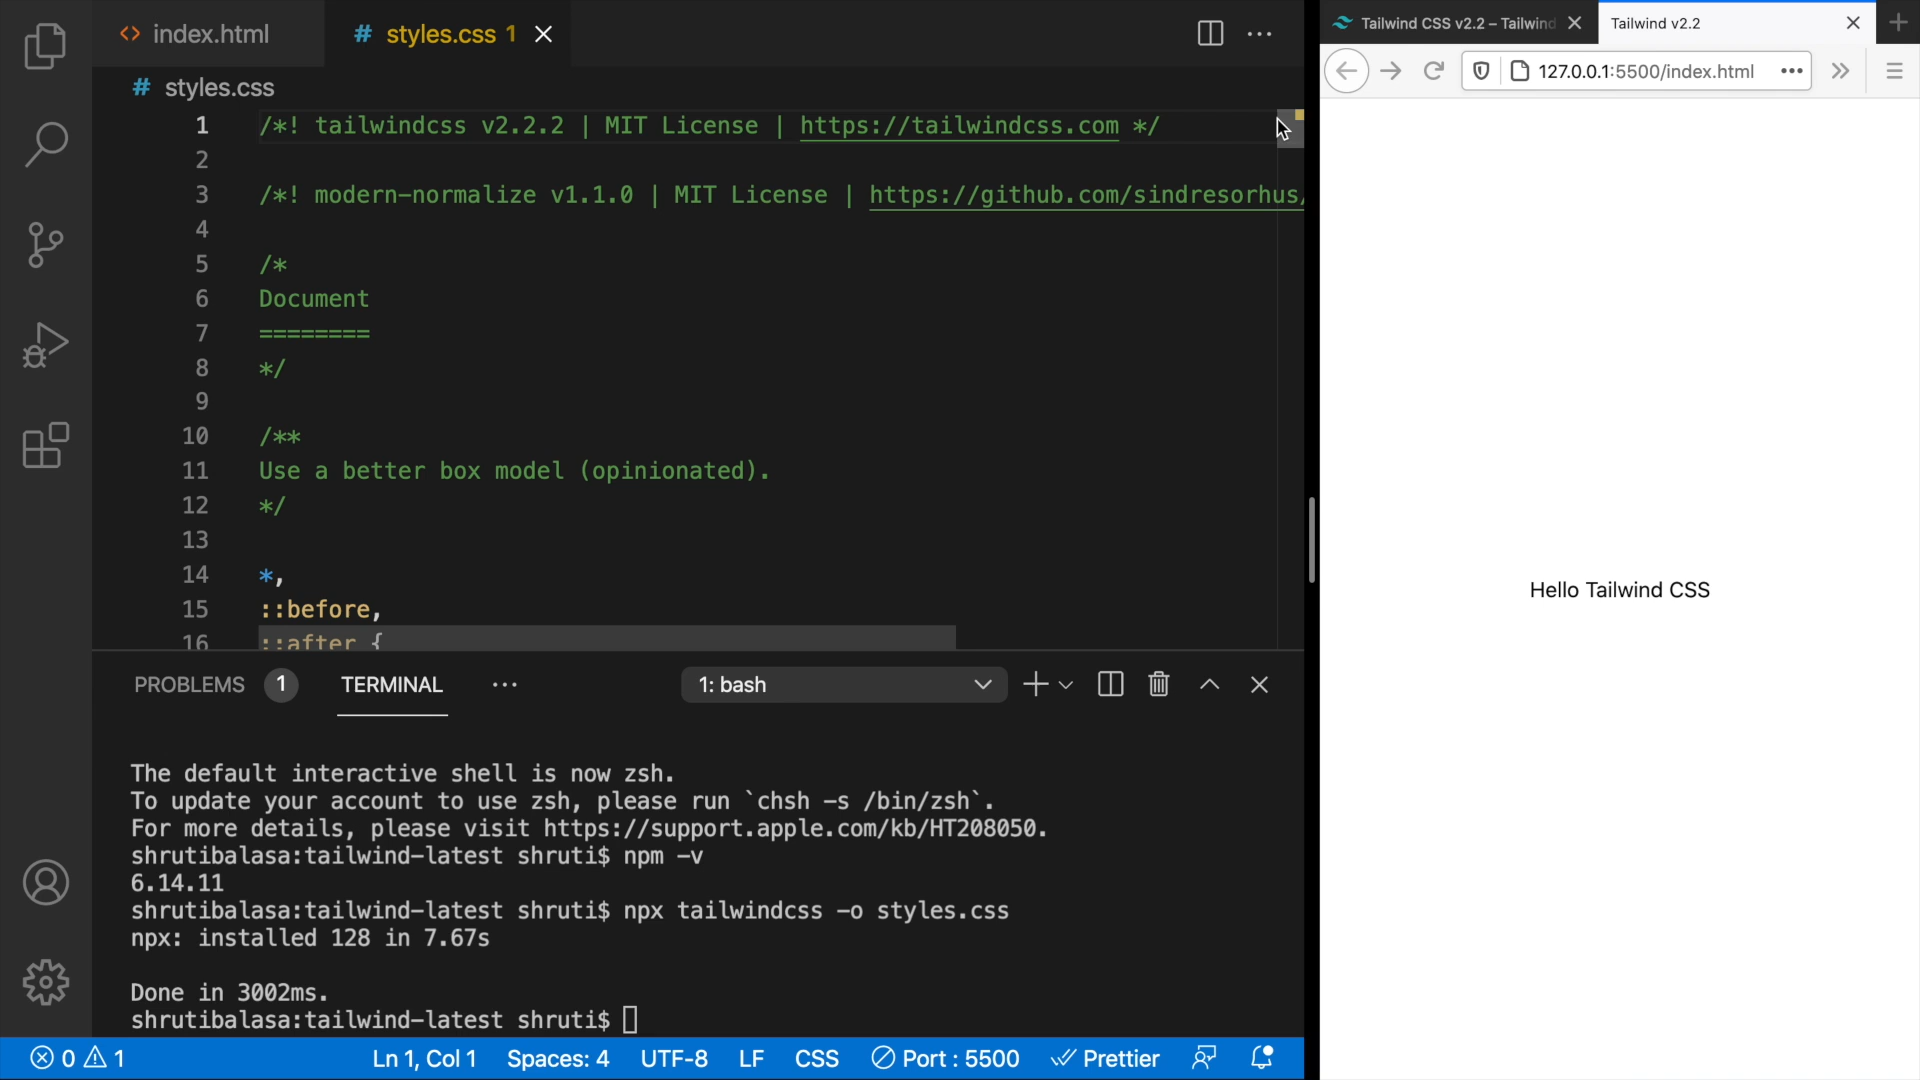 index.html
# styles.css 1
# styles.css
1 /*! tailwindcss v2.2.2 | MIT License | https://tailwindcss.com */
2
3 /*! modern-normalize v1.1.0 | MIT License | https://github.com/sindresorhus/
4
5 /*
6 Document
7 ========
8 */
9
10 /**
11 Use a better box model (opinionated).
12 */
13
14 *,
15 ::before,
16 ::after {
PROBLEMS 1 TERMINAL ···
1: bash
The default interactive shell is now zsh.
To update your account to use zsh, please run `chsh -s /bin/zsh`.
For more details, please visit https://support.apple.com/kb/HT208050.
shrutibalasa:tailwind-latest shruti$ npm -v
6.14.11
shrutibalasa:tailwind-latest shruti$ npx tailwindcss -o styles.css
npx: installed 128 in 7.67s
Done in 3002ms.
shrutibalasa:tailwind-latest shruti$
0 1 Ln 1, Col 1 Spaces: 4 UTF-8 LF CSS Port : 5500 Prettier
Tailwind CSS v2.2 – Tailwind
Tailwind v2.2
127.0.0.1:5500/index.html
Hello Tailwind CSS